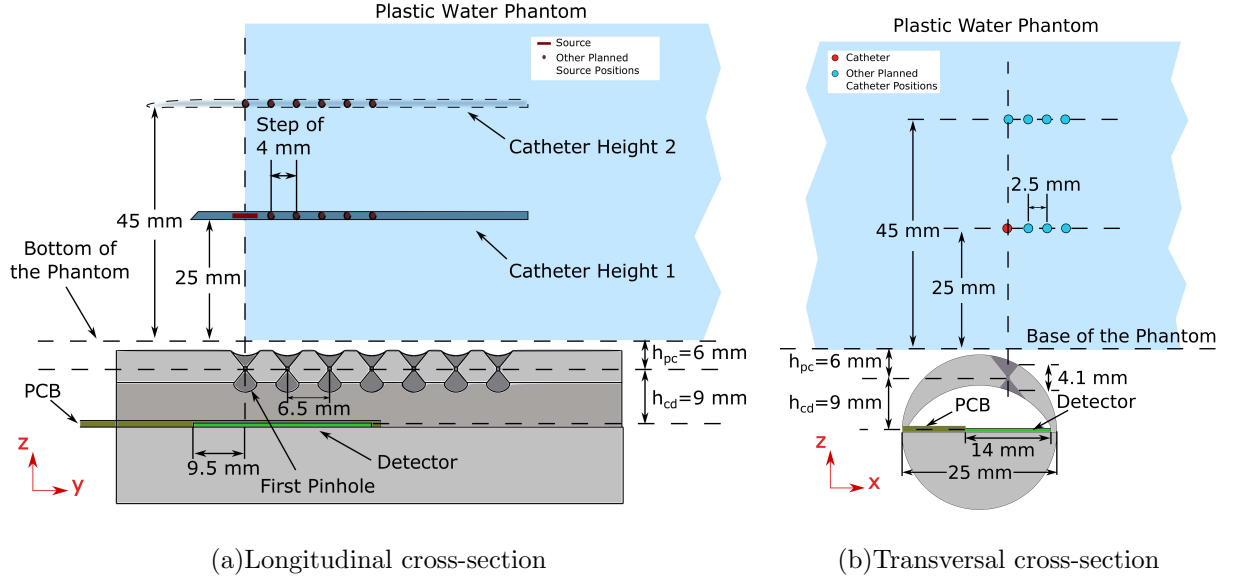 Plastic Water Phantom
Source
Other Planned
Source Positions
Step of
4 mm
Catheter Height 2
45 mm
Bottom of
the Phantom
25 mm
Catheter Height 1
hpc=6 mm
PCB
6.5 mm
hcd=9 mm
9.5 mm
Detector
First Pinhole
z
y
(a)Longitudinal cross-section
Plastic Water Phantom
Catheter
Other Planned
Catheter Positions
2.5 mm
45 mm
25 mm
Base of the Phantom
hpc=6 mm
4.1 mm
hcd=9 mm
PCB
Detector
14 mm
25 mm
z
x
(b)Transversal cross-section